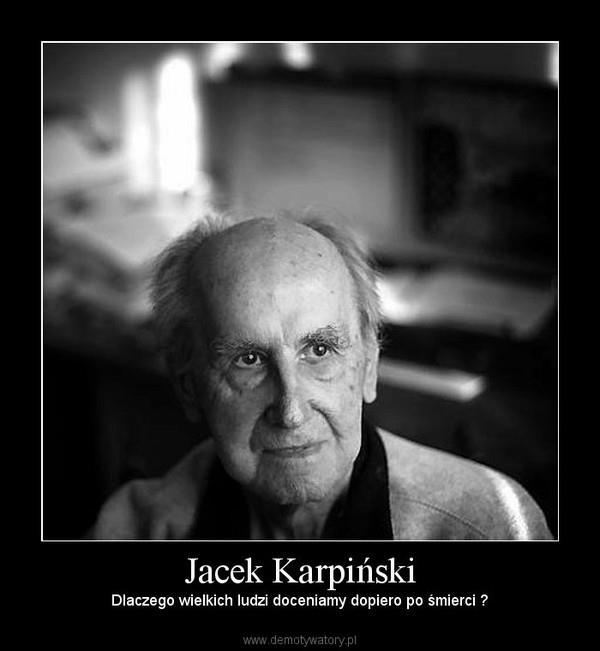 Jacek Karpiński
Dlaczego wielkich ludzi doceniamy dopiero po śmierci ?
www.demotywatory.pl